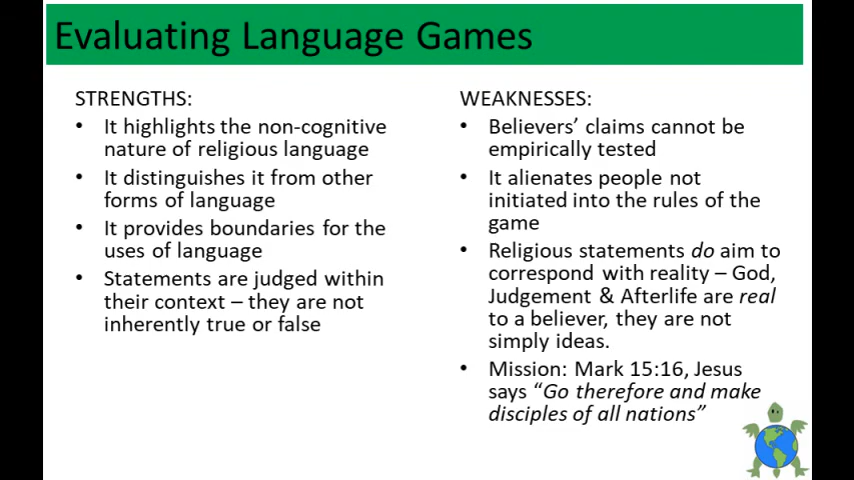 Evaluating Language Games
STRENGTHS:
• It highlights the non-cognitive
nature of religious language
• It distinguishes it from other
forms of language
• It provides boundaries for the
uses of language
• Statements are judged within
their context – they are not
inherently true or false
WEAKNESSES:
• Believers’ claims cannot be
empirically tested
• It alienates people not
initiated into the rules of the
game
• Religious statements do aim to
correspond with reality – God,
Judgement & Afterlife are real
to a believer, they are not
simply ideas.
• Mission: Mark 15:16, Jesus
says “Go therefore and make
disciples of all nations”